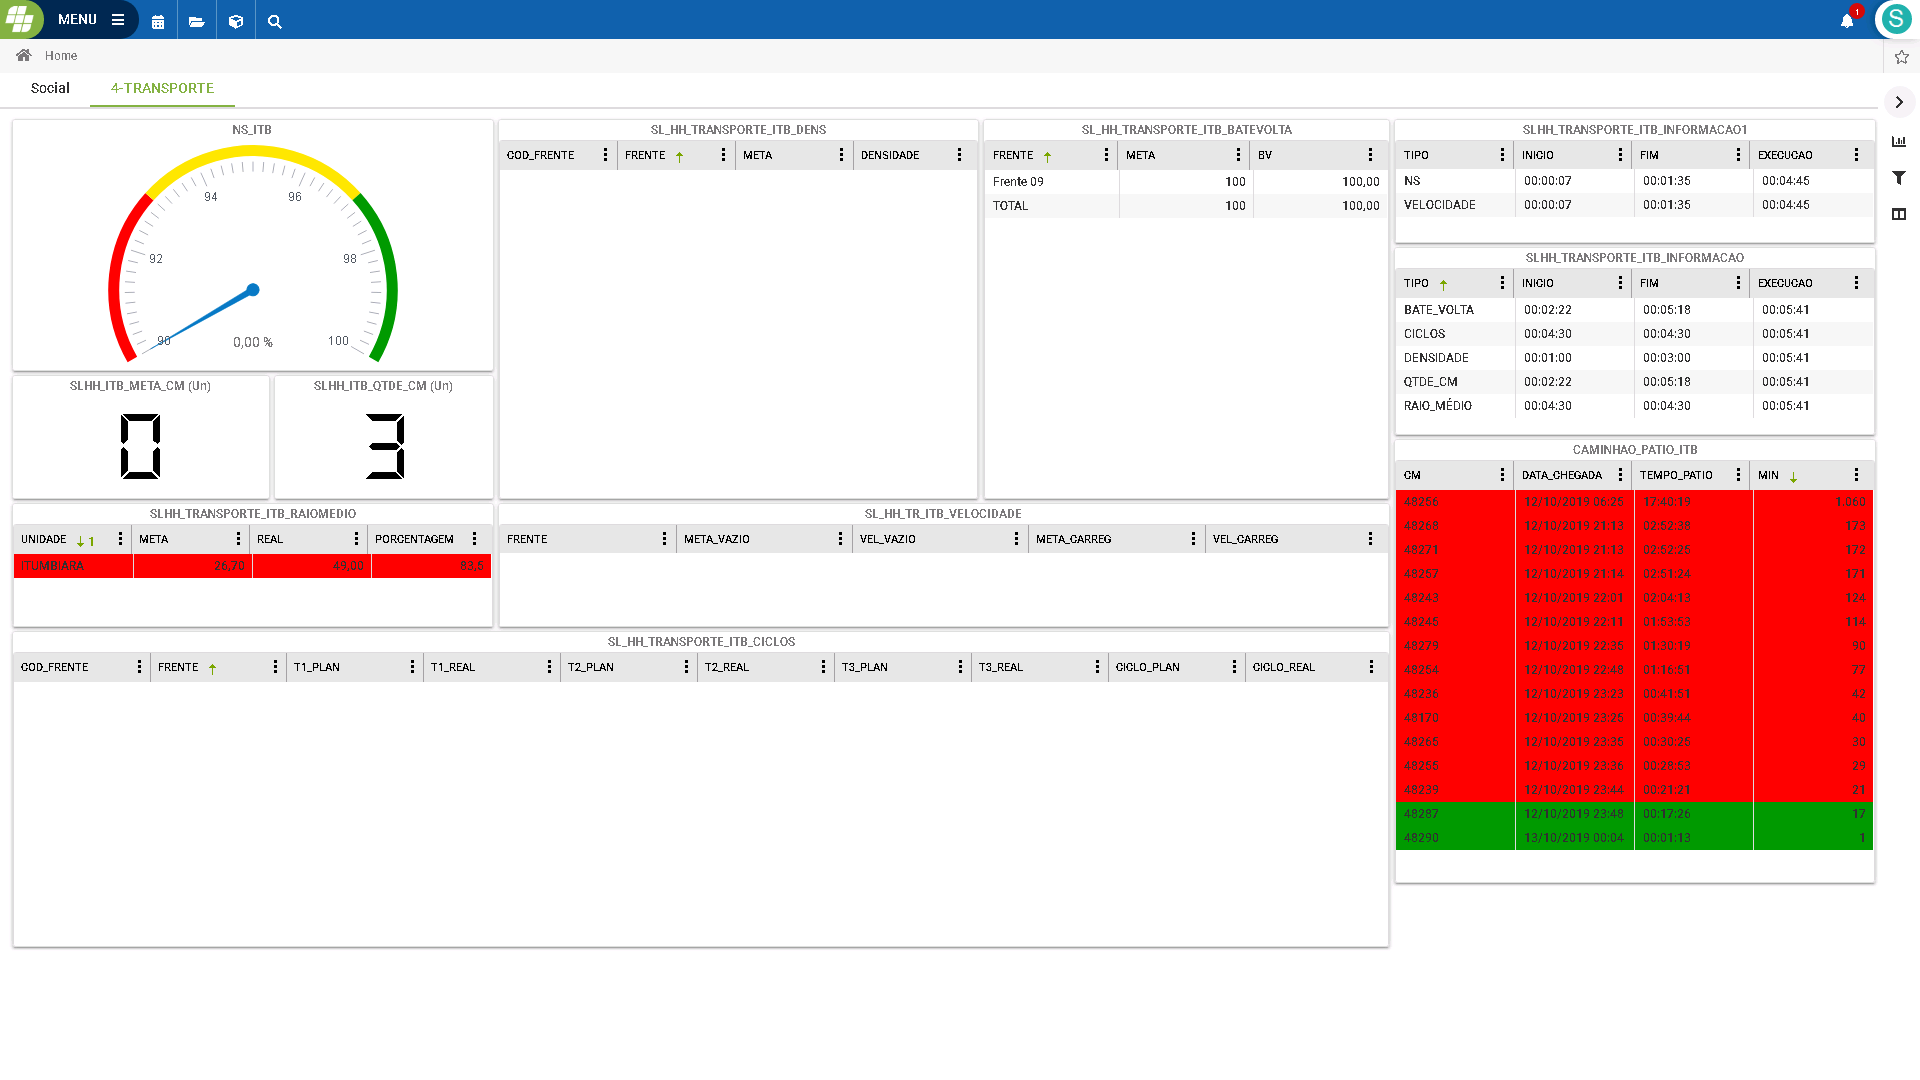 MENU
1
S
Home
Social
4-TRANSPORTE
NS_ITB
94 96
92 98
90 0,00 % 100
SLHH_ITB_META_CM (Un)
0
SLHH_ITB_QTDE_CM (Un)
3
SL_HH_TRANSPORTE_ITB_DENS
COD_FRENTE FRENTE META DENSIDADE
SL_HH_TRANSPORTE_ITB_BATEVOLTA
FRENTE META BV
Frente 09 100 100,00
TOTAL 100 100,00
SLHH_TRANSPORTE_ITB_INFORMACAO1
TIPO INICIO FIM EXECUCAO
NS 00:00:07 00:01:35 00:04:45
VELOCIDADE 00:00:07 00:01:35 00:04:45
SLHH_TRANSPORTE_ITB_INFORMACAO
TIPO INICIO FIM EXECUCAO
BATE_VOLTA 00:02:22 00:05:18 00:05:41
CICLOS 00:04:30 00:04:30 00:05:41
DENSIDADE 00:01:00 00:03:00 00:05:41
QTDE_CM 00:02:22 00:05:18 00:05:41
RAIO_MÉDIO 00:04:30 00:04:30 00:05:41
SLHH_TRANSPORTE_ITB_RAIOMEDIO
UNIDADE 1 META REAL PORCENTAGEM
ITUMBIARA 26,70 49,00 83,5
SL_HH_TR_ITB_VELOCIDADE
FRENTE META_VAZIO VEL_VAZIO META_CARREG VEL_CARREG
SL_HH_TRANSPORTE_ITB_CICLOS
COD_FRENTE FRENTE T1_PLAN T1_REAL T2_PLAN T2_REAL T3_PLAN T3_REAL CICLO_PLAN CICLO_REAL
CAMINHAO_PATIO_ITB
CM DATA_CHEGADA TEMPO_PATIO MIN
48256 12/10/2019 06:25 17:40:19 1.060
48268 12/10/2019 21:13 02:52:38 173
48271 12/10/2019 21:13 02:52:25 172
48257 12/10/2019 21:14 02:51:24 171
48243 12/10/2019 22:01 02:04:13 124
48245 12/10/2019 22:11 01:53:53 114
48279 12/10/2019 22:35 01:30:19 90
48254 12/10/2019 22:48 01:16:51 77
48236 12/10/2019 23:23 00:41:51 42
48170 12/10/2019 23:25 00:39:44 40
48265 12/10/2019 23:35 00:30:25 30
48255 12/10/2019 23:36 00:28:53 29
48239 12/10/2019 23:44 00:21:21 21
48287 12/10/2019 23:48 00:17:26 17
48290 13/10/2019 00:04 00:01:13 1